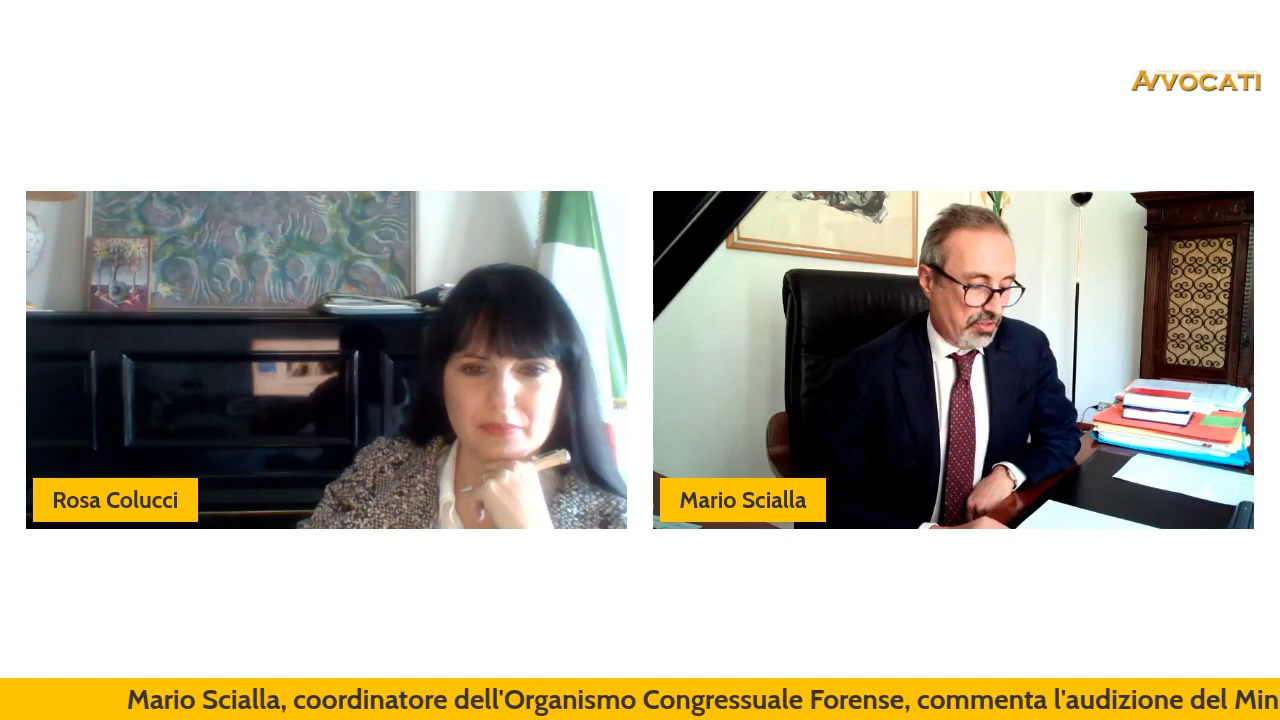 AVVOCATI
Rosa Colucci
Mario Scialla
Mario Scialla, coordinatore dell'Organismo Congressuale Forense, commenta l'audizione del Min